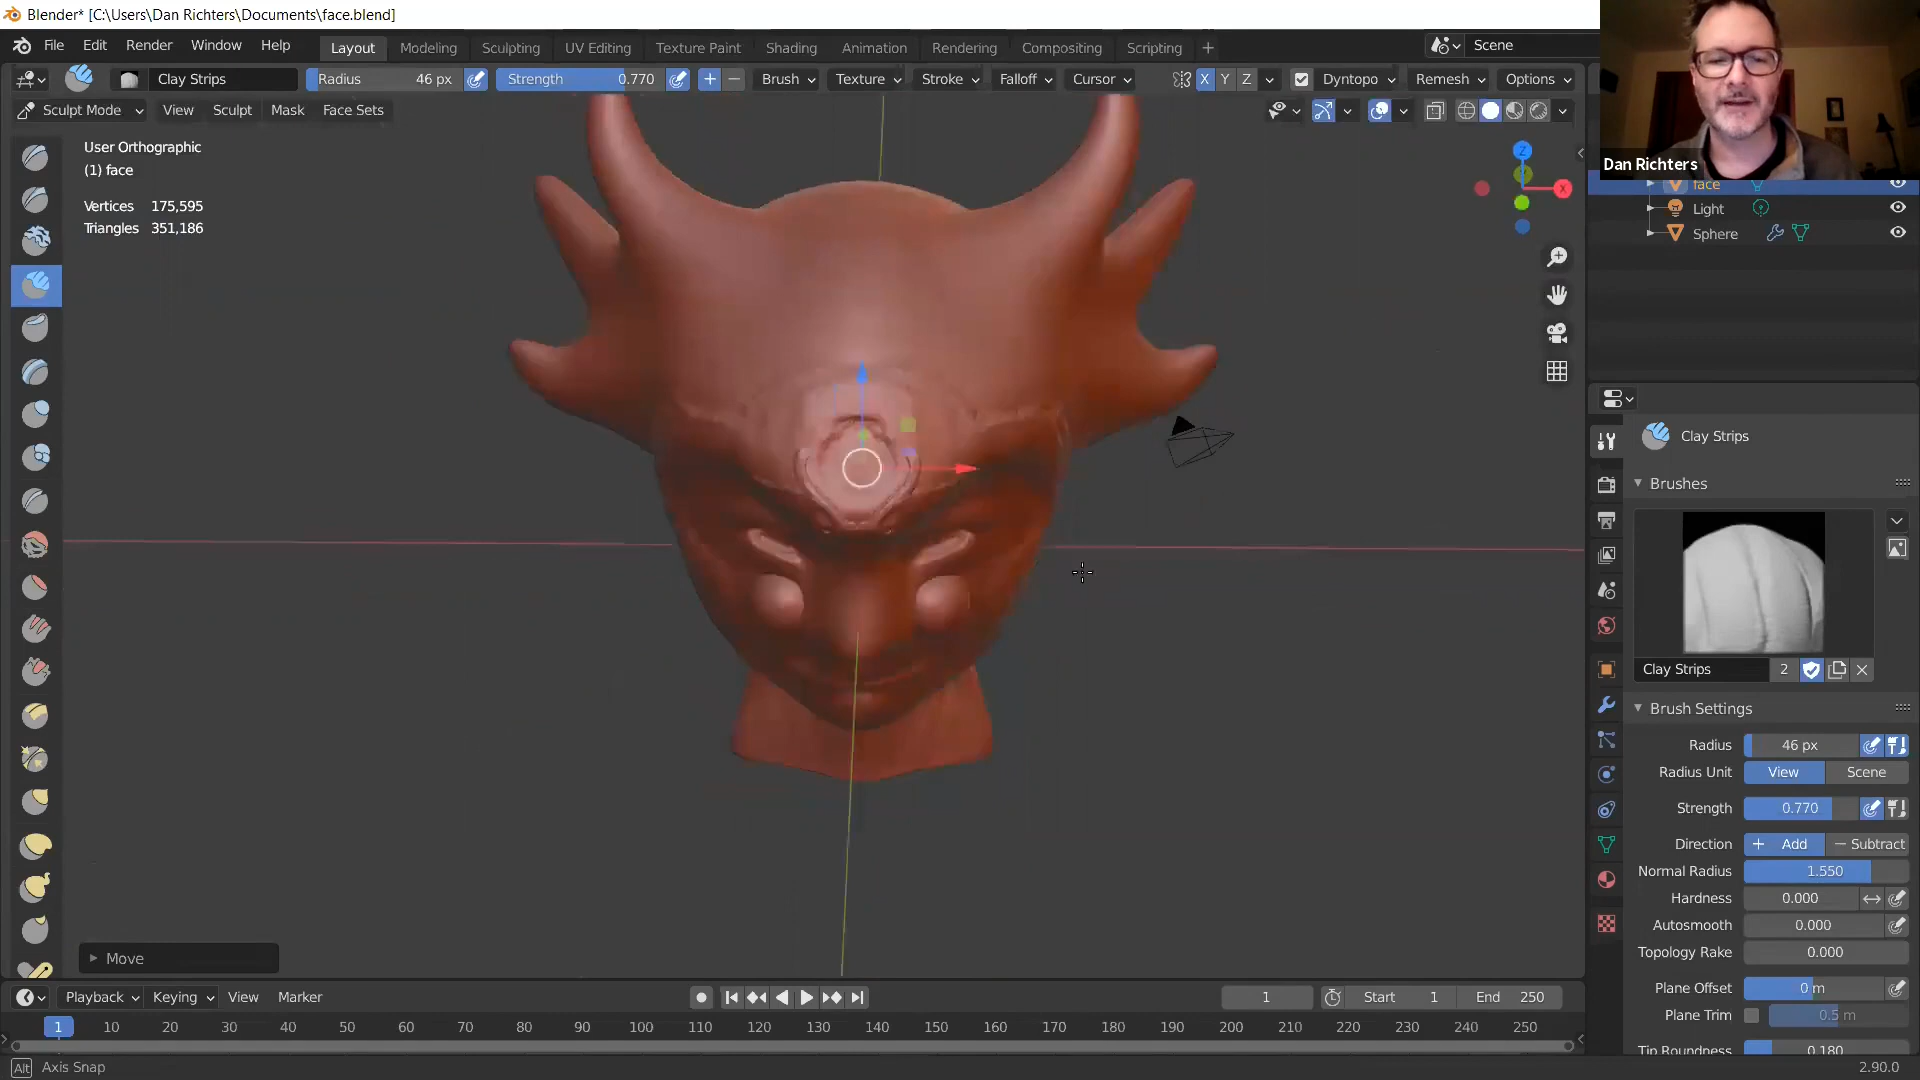 Blender* [C:\Users\Dan Richters\Documents\face.blend]
File Edit Render Window Help Layout Modeling Sculpting UV Editing Texture Paint Shading Animation Rendering Compositing Scripting + Scene
Clay Strips Radius 46 px Strength 0.770 + − Brush Texture Stroke Falloff Cursor X Y Z Dyntopo Remesh Options
Sculpt Mode View Sculpt Mask Face Sets
User Orthographic
(1) face
Vertices 175,595
Triangles 351,186
Z
X
Dan Richters
face
Light
Sphere
Clay Strips
Brushes
Clay Strips 2
Brush Settings
Radius 46 px
Radius Unit View Scene
Strength 0.770
Direction + Add − Subtract
Normal Radius 1.550
Hardness 0.000
Autosmooth 0.000
Topology Rake 0.000
Plane Offset 0 m
Plane Trim 0.5 m
Tip Roundness 0.180
Move
Playback Keying View Marker 1 Start 1 End 250
1 10 20 30 40 50 60 70 80 90 100 110 120 130 140 150 160 170 180 190 200 210 220 230 240 250
Alt Axis Snap 2.90.0